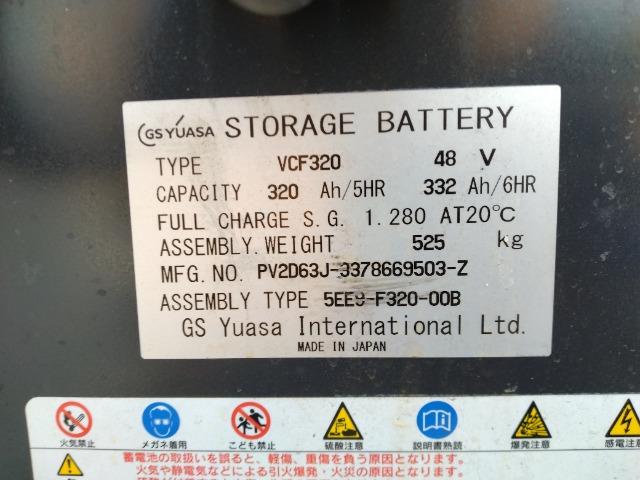 GS YUASA STORAGE BATTERY
TYPE VCF320 48 V
CAPACITY 320 Ah/5HR 332 Ah/6HR
FULL CHARGE S.G. 1.280 AT20℃
ASSEMBLY.WEIGHT 525 kg
MFG.NO. PV2D63J-3378669503-Z
ASSEMBLY TYPE 5EE9-F320-00B
GS Yuasa International Ltd.
MADE IN JAPAN
火気禁止 メガネ着用 こども禁止 硫酸注意 説明書熟読 爆発注意 感電注意
蓄電池の取扱いを誤ると、軽傷、重傷を負う原因となります。
火気や静電気などによる引火爆発・火災の原因となります。